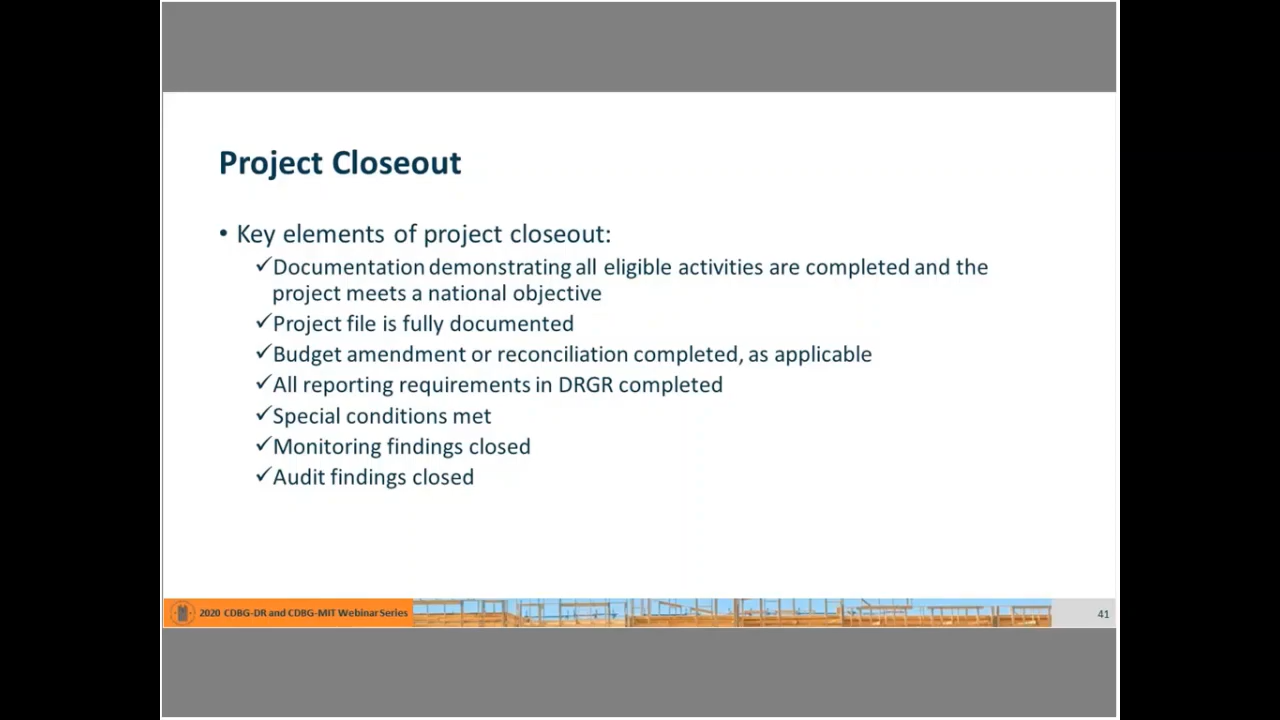 Project Closeout
• Key elements of project closeout:
✓Documentation demonstrating all eligible activities are completed and the
project meets a national objective
✓Project file is fully documented
✓Budget amendment or reconciliation completed, as applicable
✓All reporting requirements in DRGR completed
✓Special conditions met
✓Monitoring findings closed
✓Audit findings closed
2020 CDBG-DR and CDBG-MIT Webinar Series
41